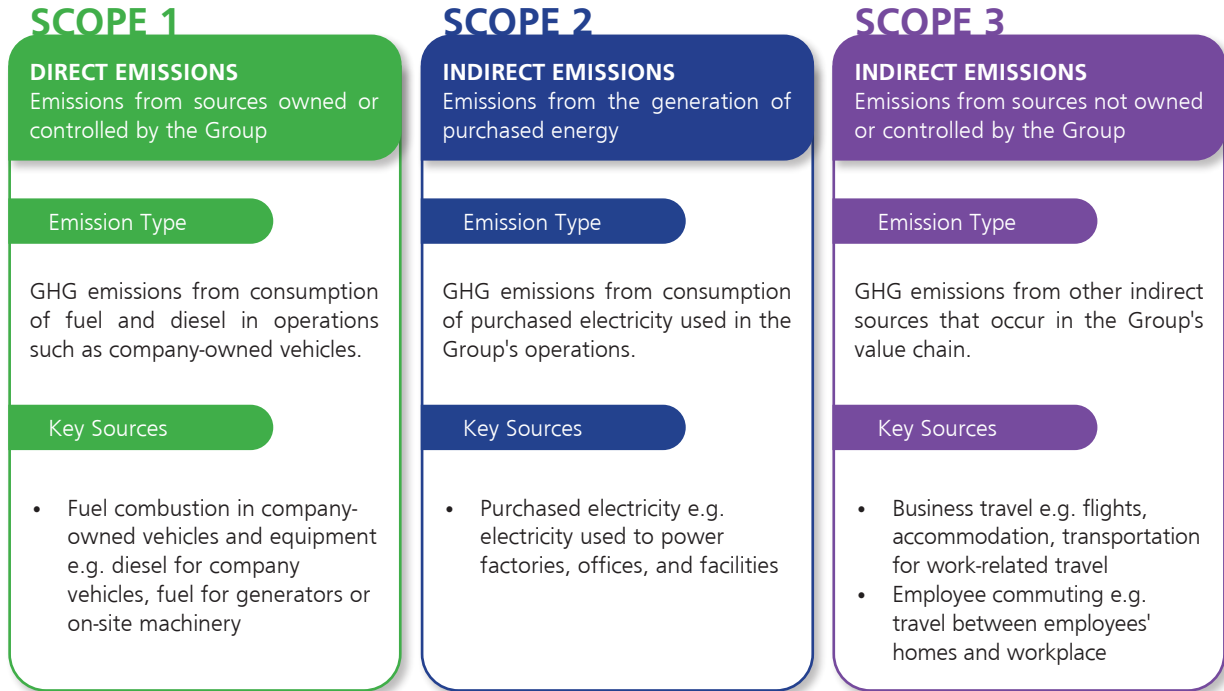 SCOPE 1
DIRECT EMISSIONS
Emissions from sources owned or
controlled by the Group
Emission Type
GHG emissions from consumption
of fuel and diesel in operations
such as company-owned vehicles.
Key Sources
• Fuel combustion in company-
owned vehicles and equipment
e.g. diesel for company
vehicles, fuel for generators or
on-site machinery
SCOPE 2
INDIRECT EMISSIONS
Emissions from the generation of
purchased energy
Emission Type
GHG emissions from consumption
of purchased electricity used in the
Group's operations.
Key Sources
• Purchased electricity e.g.
electricity used to power
factories, offices, and facilities
SCOPE 3
INDIRECT EMISSIONS
Emissions from sources not owned
or controlled by the Group
Emission Type
GHG emissions from other indirect
sources that occur in the Group's
value chain.
Key Sources
• Business travel e.g. flights,
accommodation, transportation
for work-related travel
• Employee commuting e.g.
travel between employees'
homes and workplace